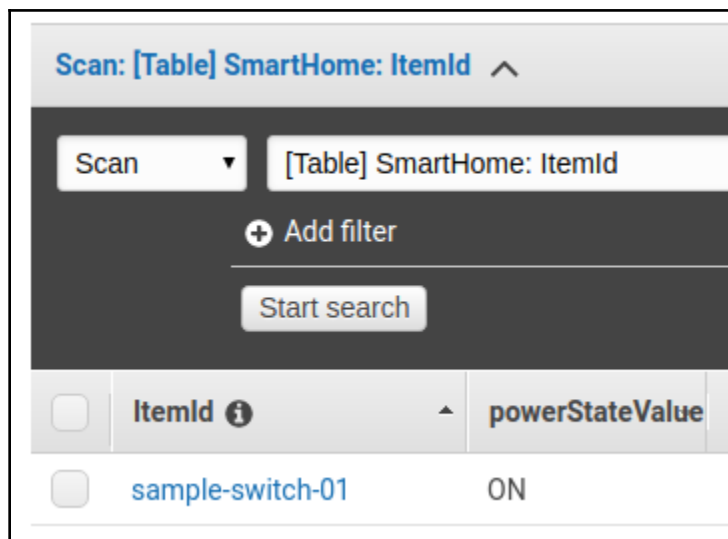 Scan: [Table] SmartHome: ItemId
Scan [Table] SmartHome: ItemId
Add filter
Start search
ItemId powerStateValue
sample-switch-01 ON